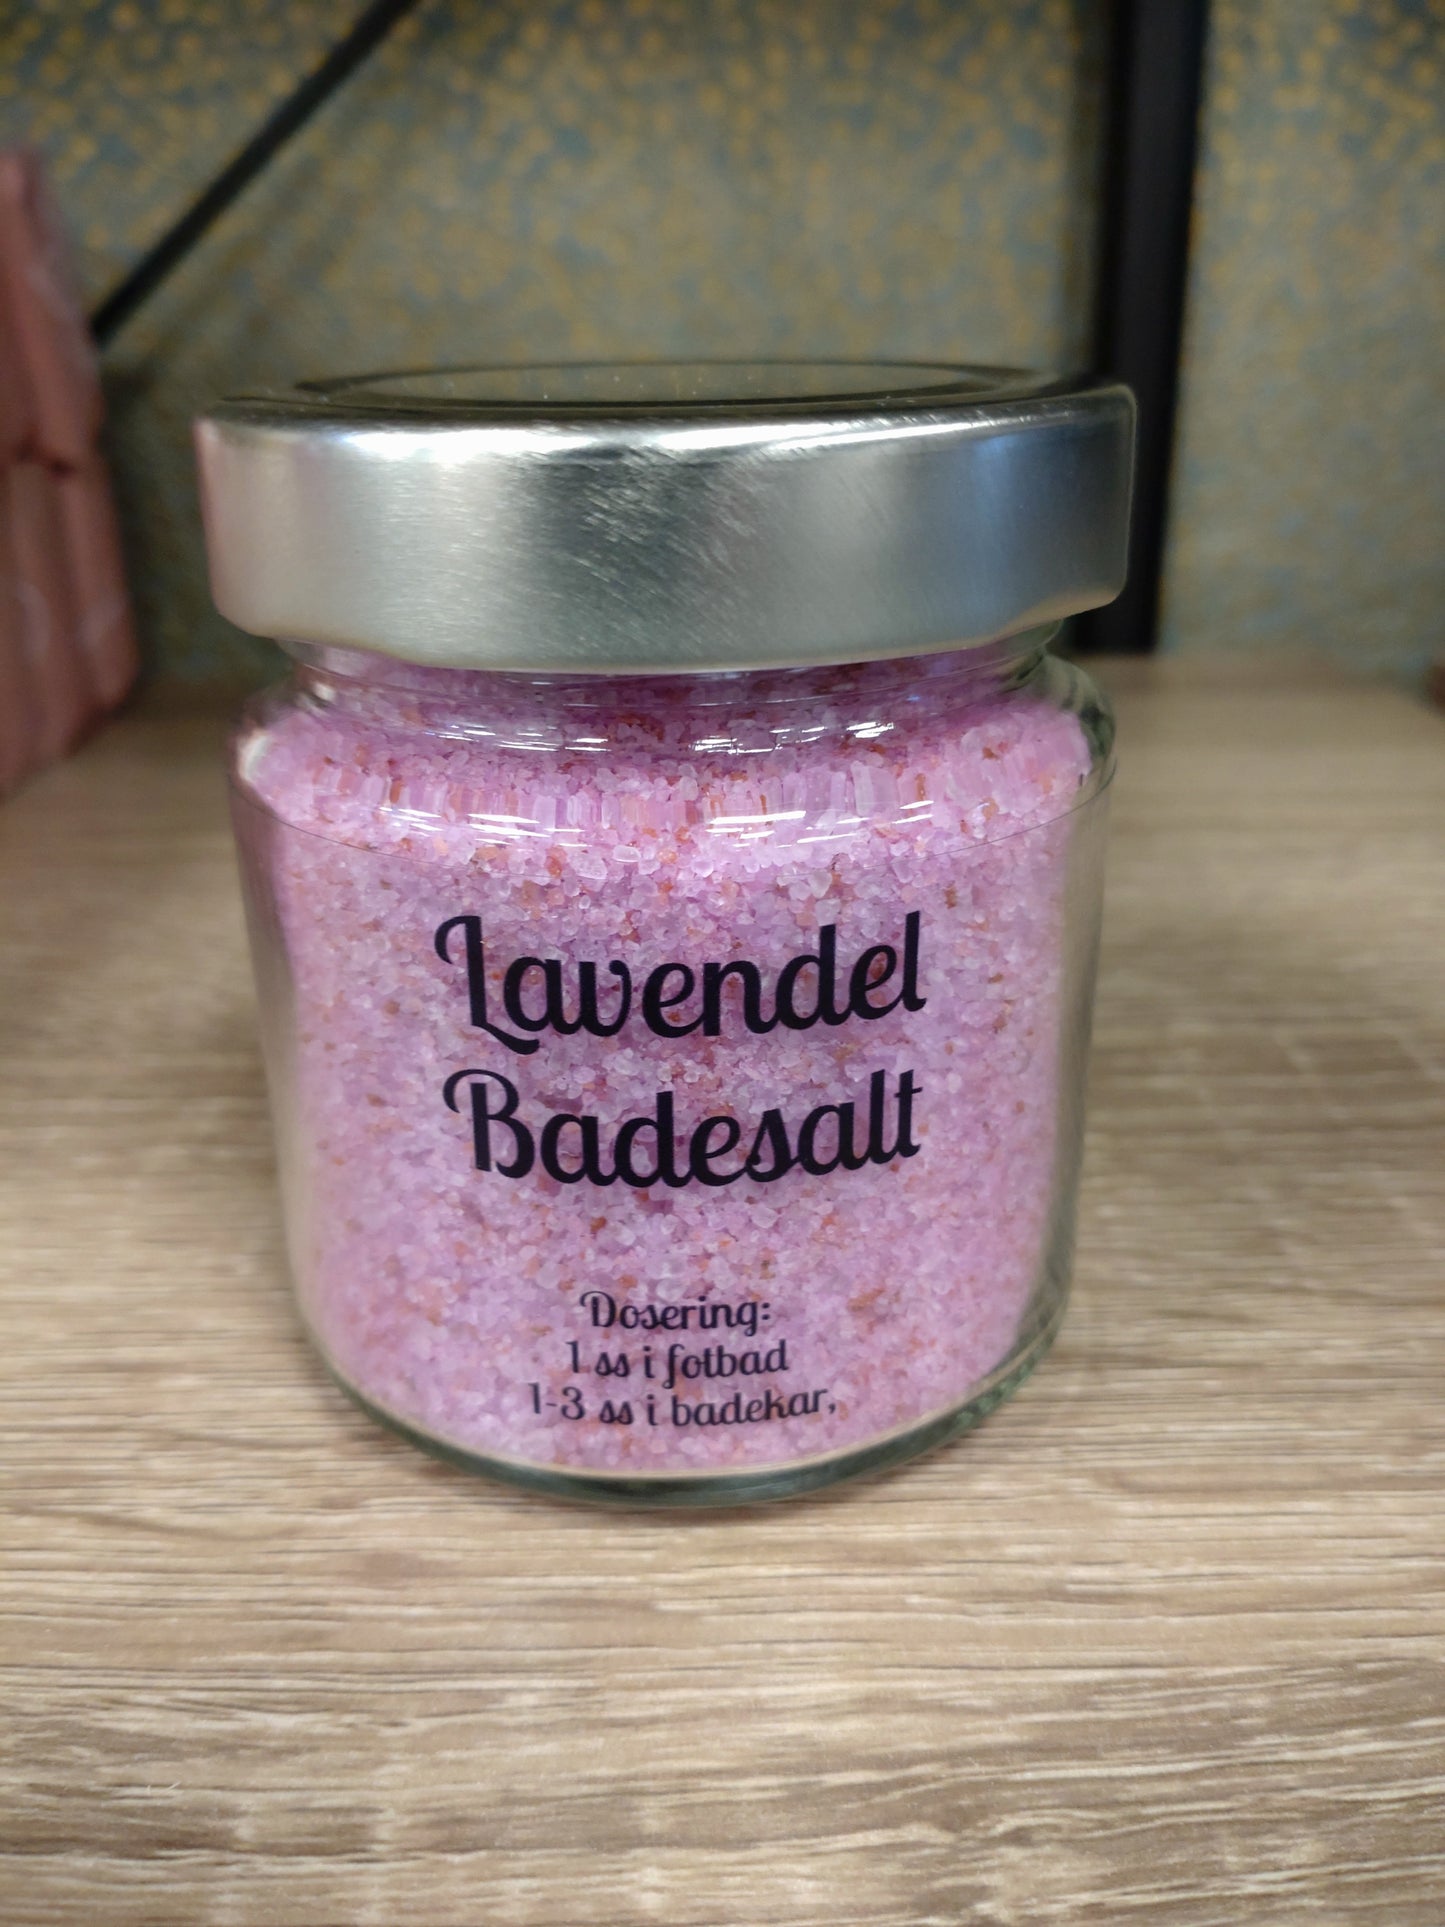 Lavendel
Badesalt
Dosering:
1 ss i fotbad
1-3 ss i badekar,